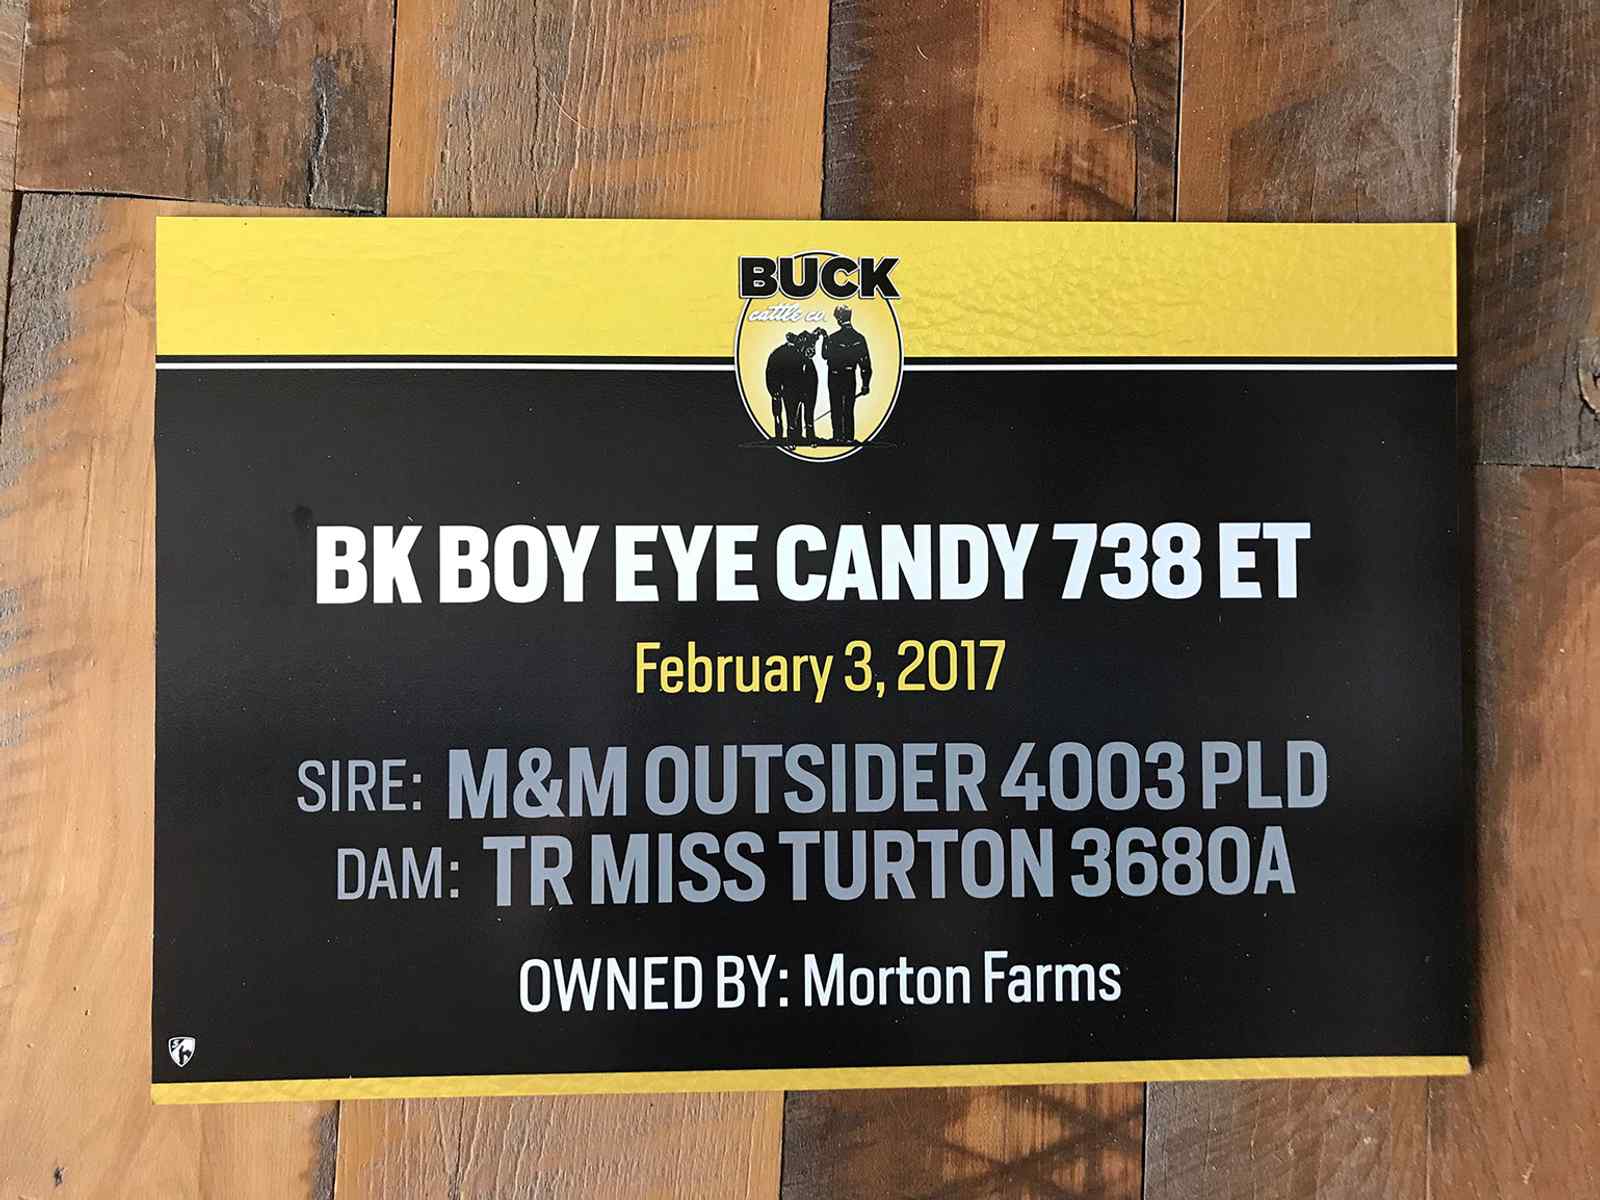 BUCK
cattle co.
BK BOY EYE CANDY 738 ET
February 3, 2017
SIRE: M&M OUTSIDER 4003 PLD
DAM: TR MISS TURTON 3680A
OWNED BY: Morton Farms